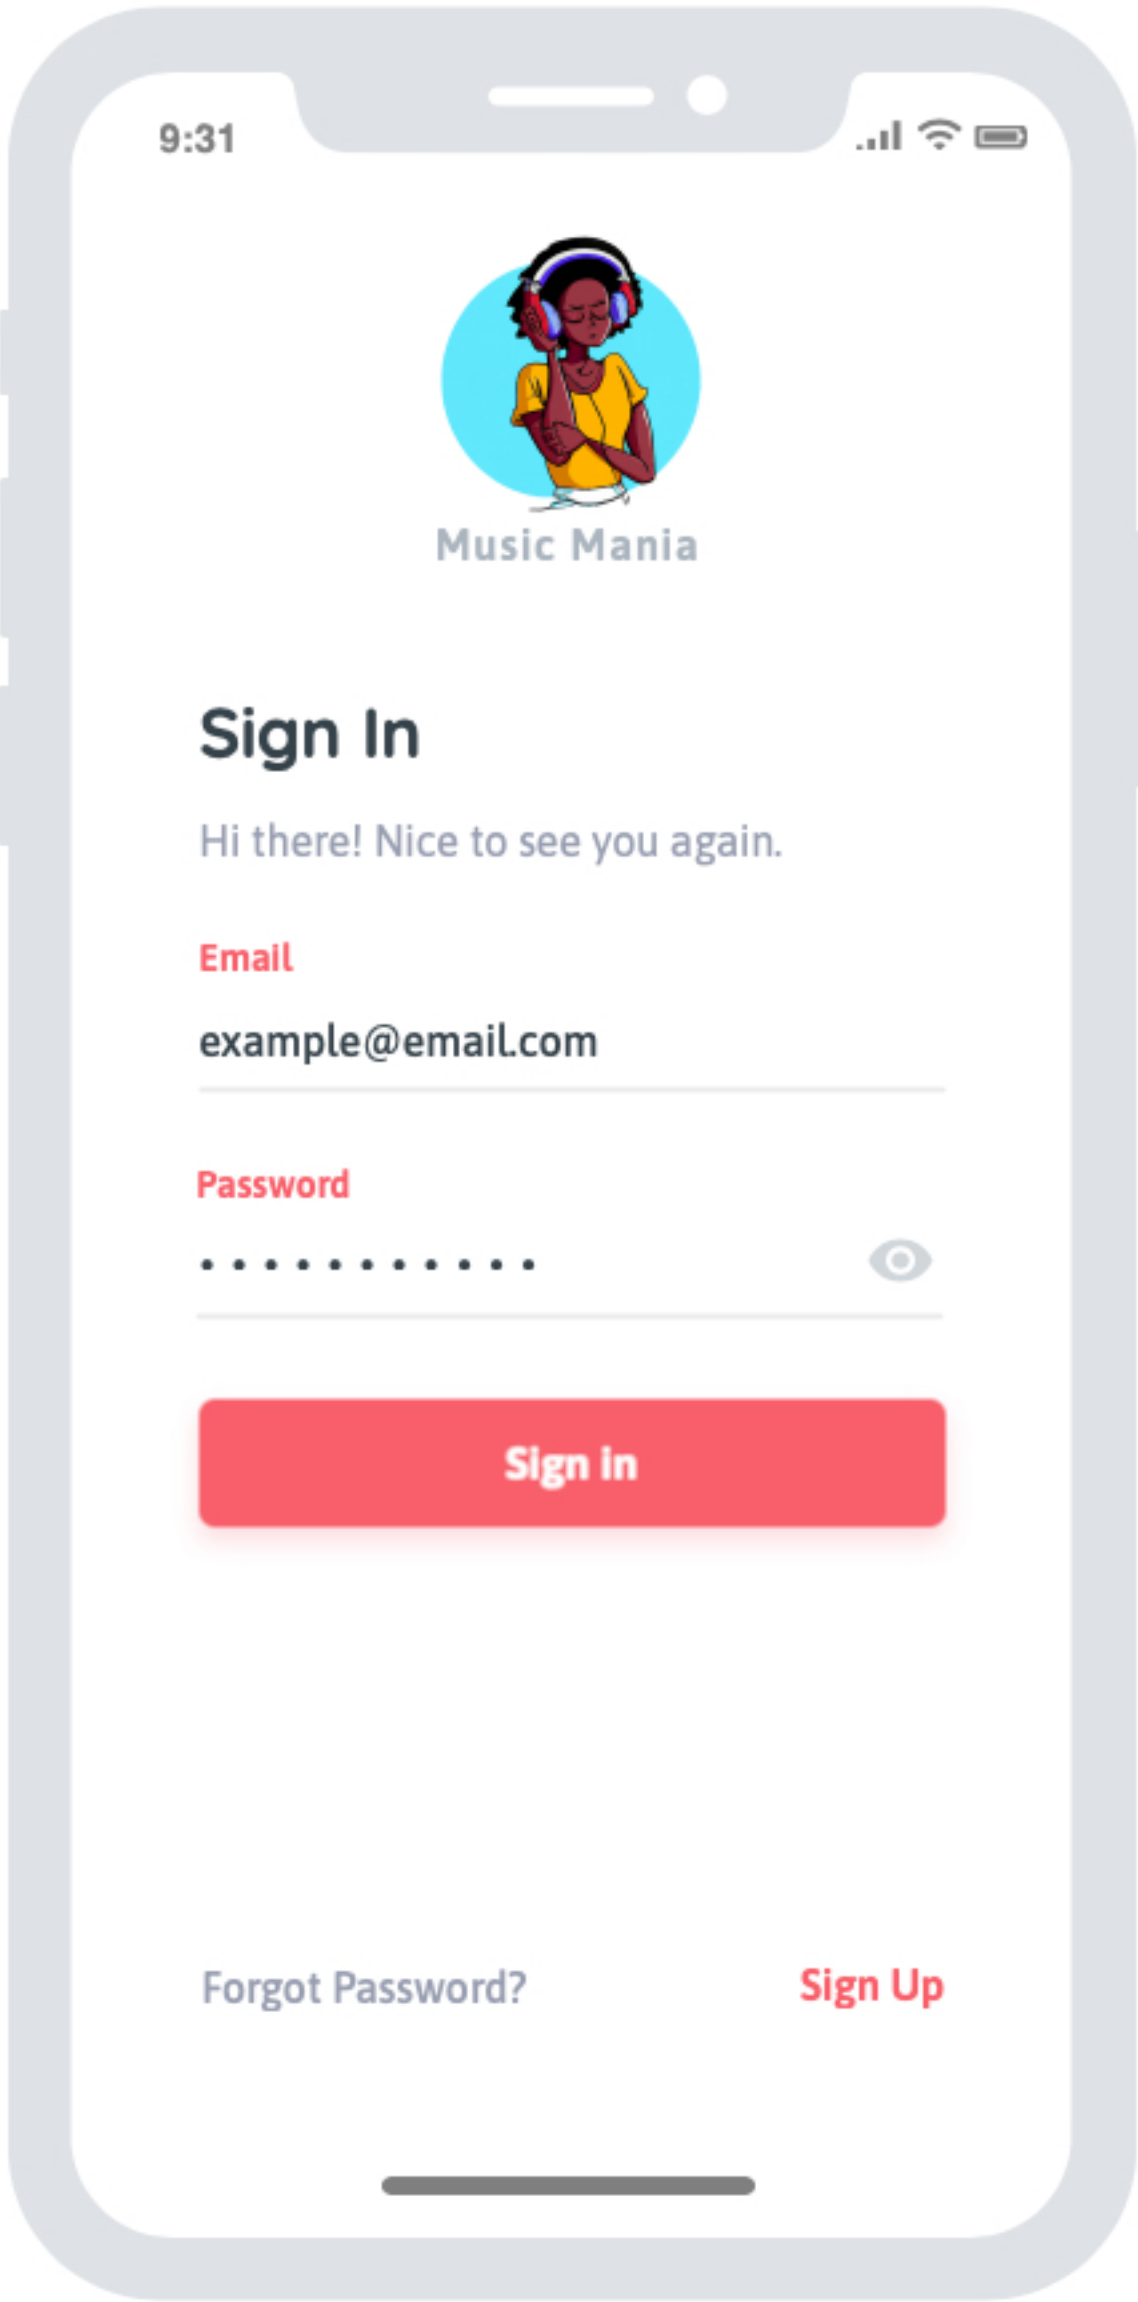 9:31
Music Mania
Sign In
Hi there! Nice to see you again.
Email
example@email.com
Password
Sign in
Forgot Password?
Sign Up